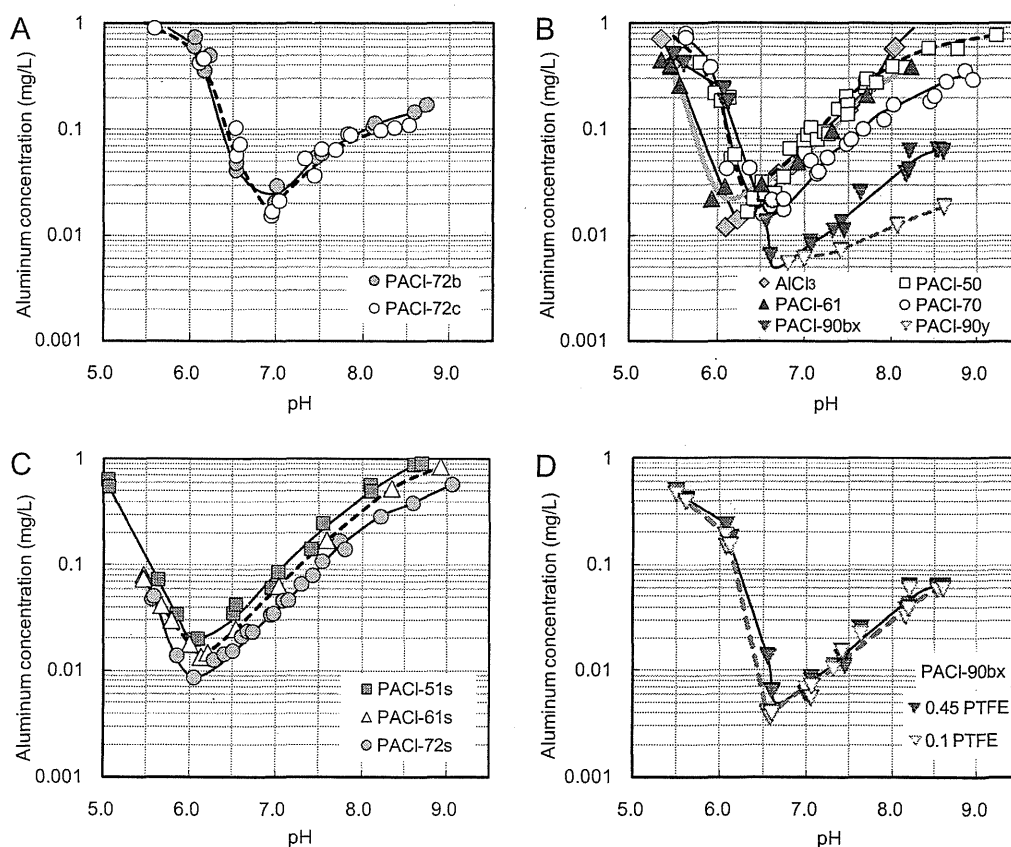 A
Aluminum concentration (mg/L)
1
0.1
0.01
0.001
PACl-72b
PACl-72c
5.0 6.0 7.0 8.0 9.0
pH
B
Aluminum concentration (mg/L)
1
0.1
0.01
0.001
AlCl3 PACl-50
PACl-61 PACl-70
PACl-90bx PACl-90y
5.0 6.0 7.0 8.0 9.0
pH
C
Aluminum concentration (mg/L)
1
0.1
0.01
0.001
PACl-51s
PACl-61s
PACl-72s
5.0 6.0 7.0 8.0 9.0
pH
D
Aluminum concentration (mg/L)
1
0.1
0.01
0.001
PACl-90bx
0.45 PTFE
0.1 PTFE
5.0 6.0 7.0 8.0 9.0
pH